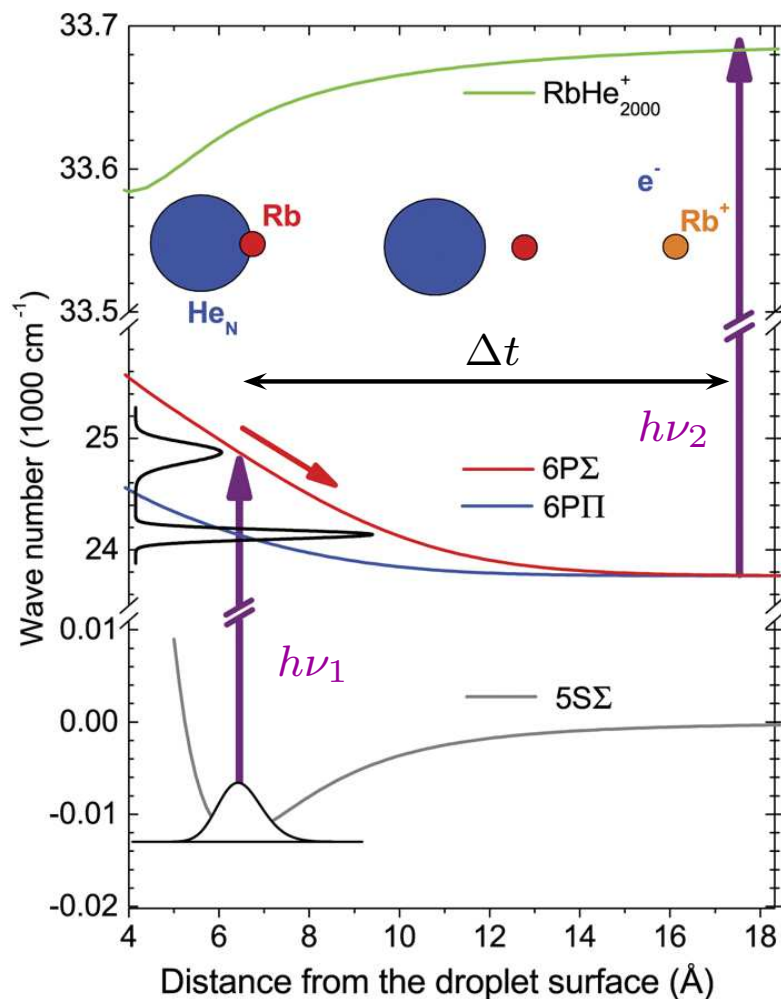 33.7
RbHe⁺₂₀₀₀
33.6
e⁻
Rb
Rb⁺
33.5
He_N
Δt
25
hν₂
6PΣ
6PΠ
24
Wave number (1000 cm⁻¹)
0.01
hν₁
5SΣ
0.00
-0.01
-0.02
4 6 8 10 12 14 16 18
Distance from the droplet surface (Å)